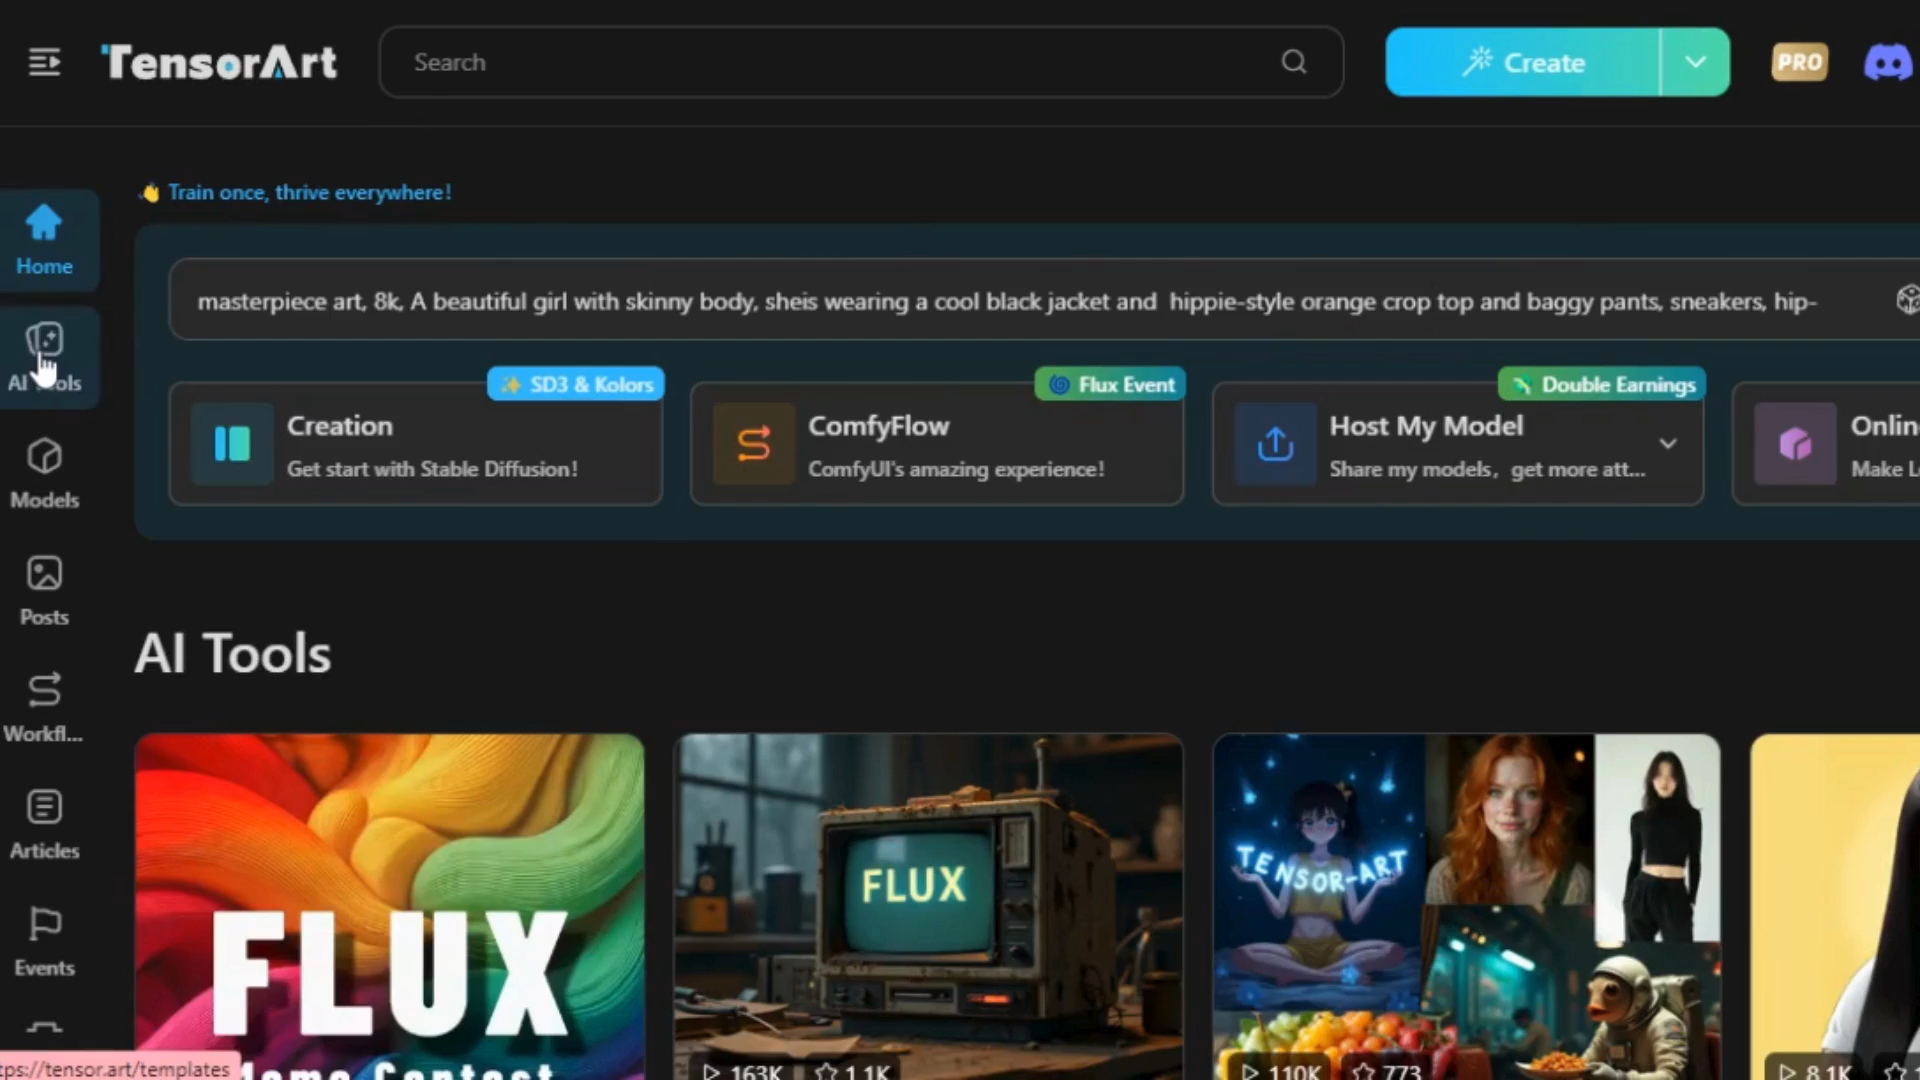 TensorArt
Search
Create
PRO
👋 Train once, thrive everywhere!
Home
masterpiece art, 8k, A beautiful girl with skinny body, sheis wearing a cool black jacket and  hippie-style orange crop top and baggy pants, sneakers, hip-
AI Tools
SD3 & Kolors
Creation
Get start with Stable Diffusion!
Flux Event
ComfyFlow
ComfyUI's amazing experience!
Double Earnings
Host My Model
Share my models, get more att...
Onlin
Make L
Models
Posts
Workfl...
Articles
Events
AI Tools
FLUX
FLUX
TENSOR-ART
163K
1.1K
110K
773
8.1K
tps://tensor.art/templates